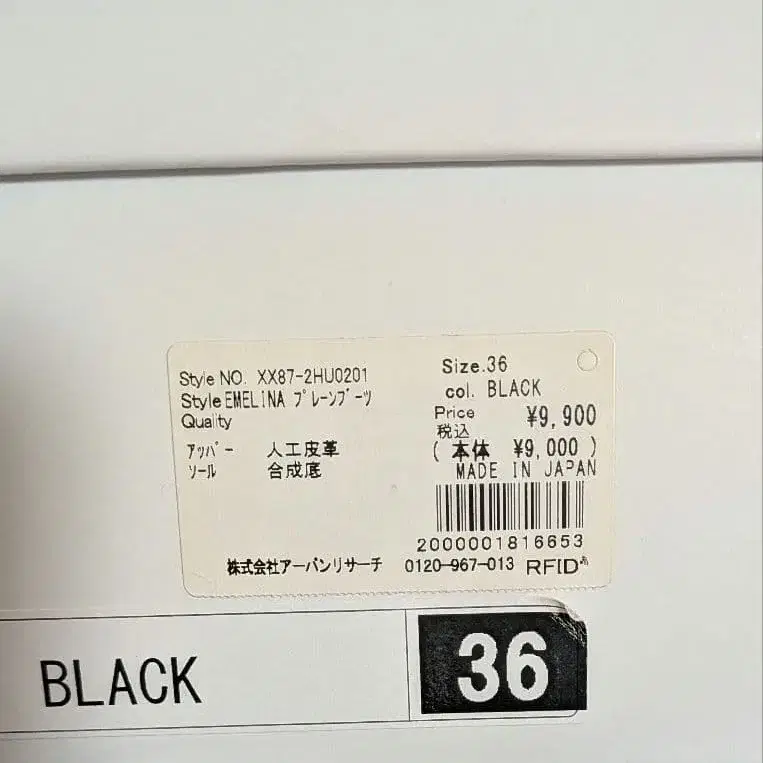 Style NO. XX87-2HU0201
Style EMELINA ﾌﾟﾚｰﾝﾌﾞｰﾂ
Quality
ｱｯﾊﾟｰ 人工皮革
ｿｰﾙ 合成底
Size.36
col. BLACK
Price ¥9,900
税込
( 本体 ¥9,000 )
MADE IN JAPAN
2000001816653
株式会社アーバンリサーチ 0120-967-013 RFID
BLACK 36